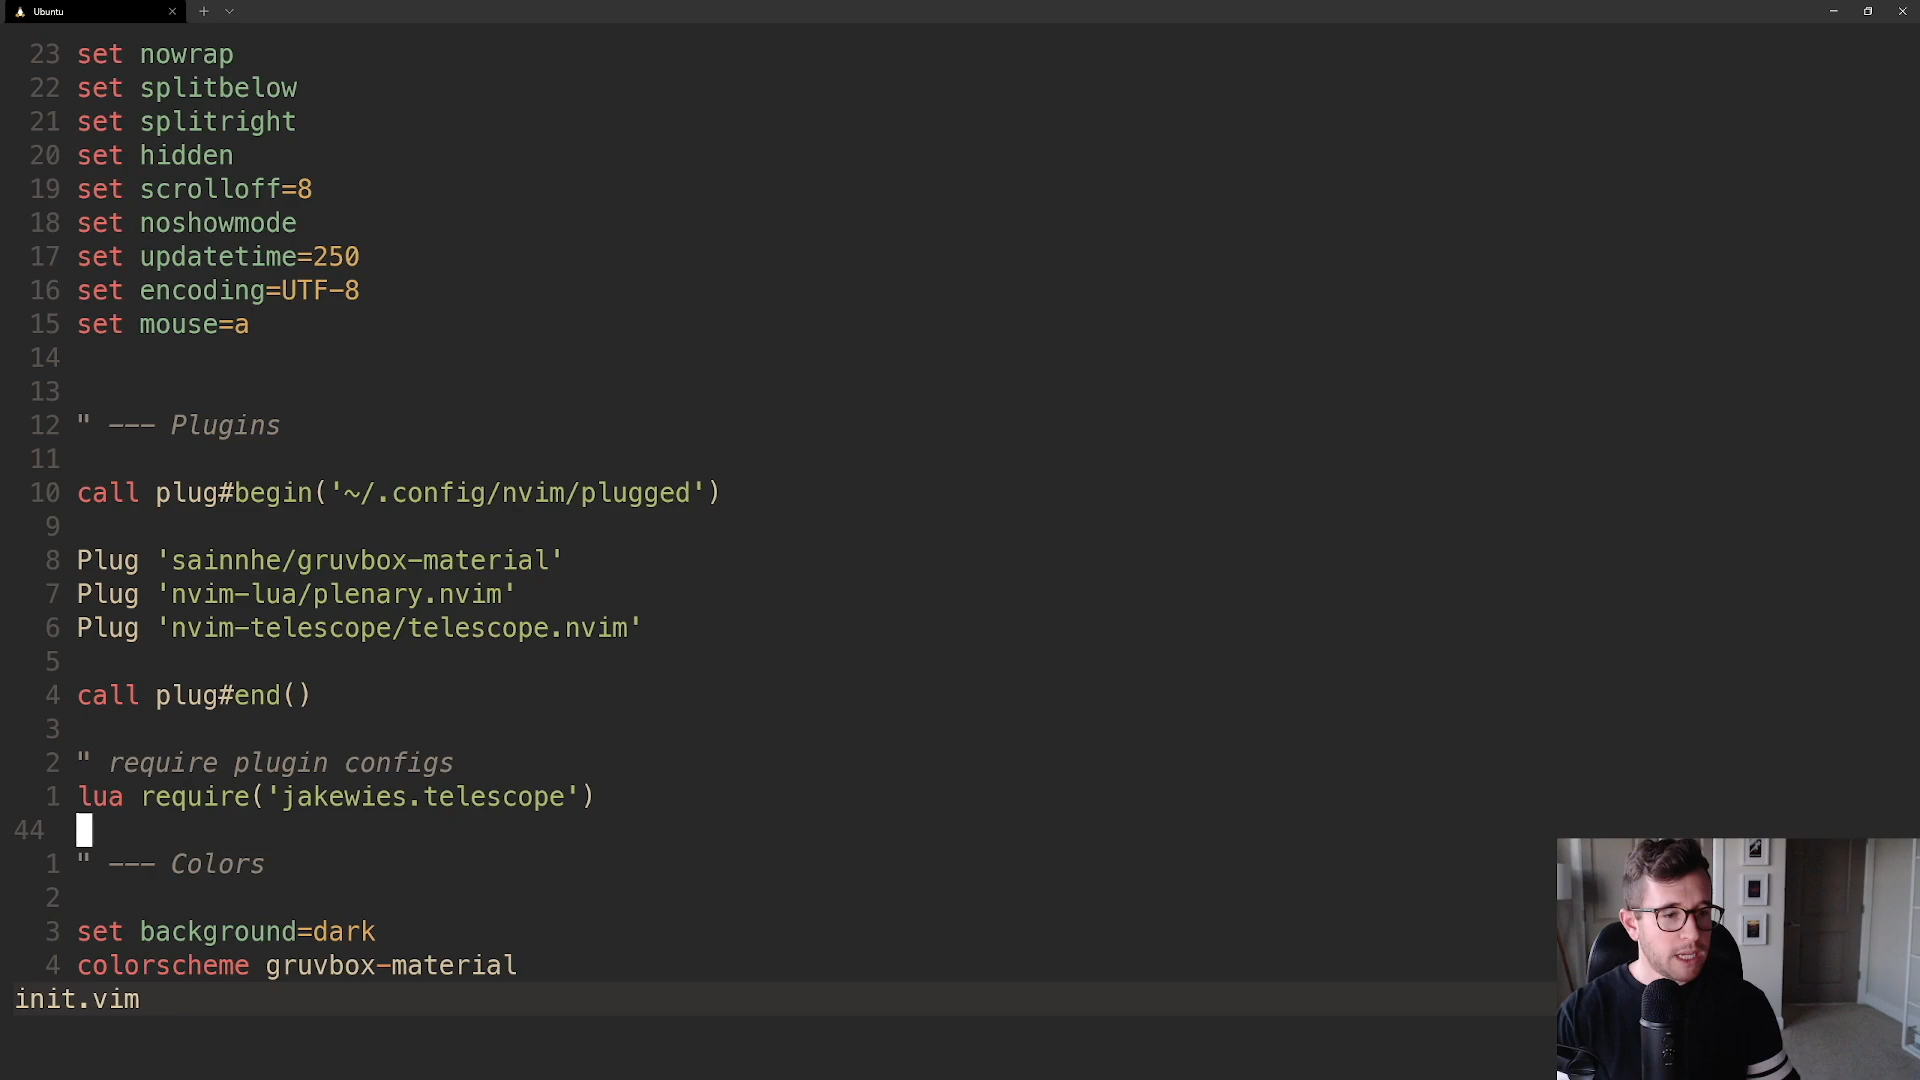 Ubuntu
23 set nowrap
22 set splitbelow
21 set splitright
20 set hidden
19 set scrolloff=8
18 set noshowmode
17 set updatetime=250
16 set encoding=UTF-8
15 set mouse=a
14
13
12 " --- Plugins
11
10 call plug#begin('~/.config/nvim/plugged')
9
8 Plug 'sainnhe/gruvbox-material'
7 Plug 'nvim-lua/plenary.nvim'
6 Plug 'nvim-telescope/telescope.nvim'
5
4 call plug#end()
3
2 " require plugin configs
1 lua require('jakewies.telescope')
44
1 " --- Colors
2
3 set background=dark
4 colorscheme gruvbox-material
init.vim